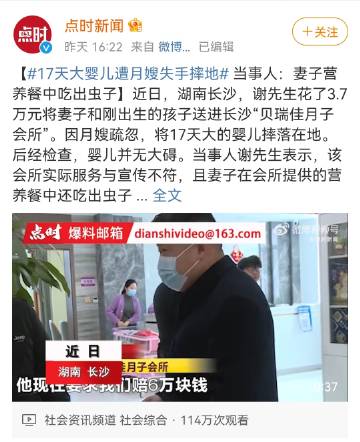 点时
点时新闻
昨天 16:22 来自 微博... 已编辑
【#17天大婴儿遭月嫂失手摔地# 当事人：妻子营
养餐中吃出虫子】近日，湖南长沙，谢先生花了3.7
万元将妻子和刚出生的孩子送进长沙“贝瑞佳月子
会所”。因月嫂疏忽，将17天大的婴儿摔落在地。
后经检查，婴儿并无大碍。当事人谢先生表示，该
会所实际服务与宣传不符，且妻子在会所提供的营
养餐中还吃出虫子 ... 全文
点时 爆料邮箱 dianshivideo@163.com
近日
湖南 长沙
佳月子会所
他现在要求我们赔6万块钱
:37
社会资讯频道 社会综合 · 114万次观看